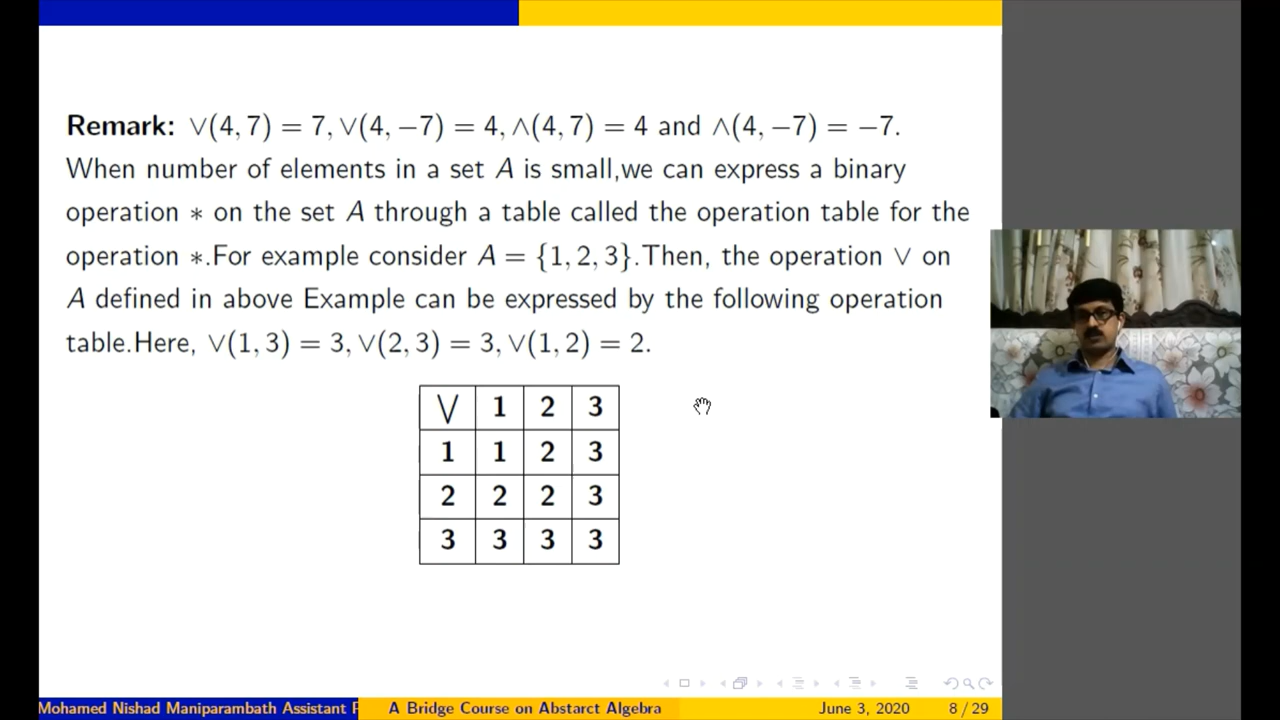 Remark: ∨(4, 7) = 7, ∨(4, −7) = 4, ∧(4, 7) = 4 and ∧(4, −7) = −7.
When number of elements in a set A is small,we can express a binary
operation ∗ on the set A through a table called the operation table for the
operation ∗.For example consider A = {1, 2, 3}.Then, the operation ∨ on
A defined in above Example can be expressed by the following operation
table.Here, ∨(1, 3) = 3, ∨(2, 3) = 3, ∨(1, 2) = 2.
∨ 1 2 3
1 1 2 3
2 2 2 3
3 3 3 3
Mohamed Nishad Maniparambath Assistant P
A Bridge Course on Abstarct Algebra
June 3, 2020
8 / 29